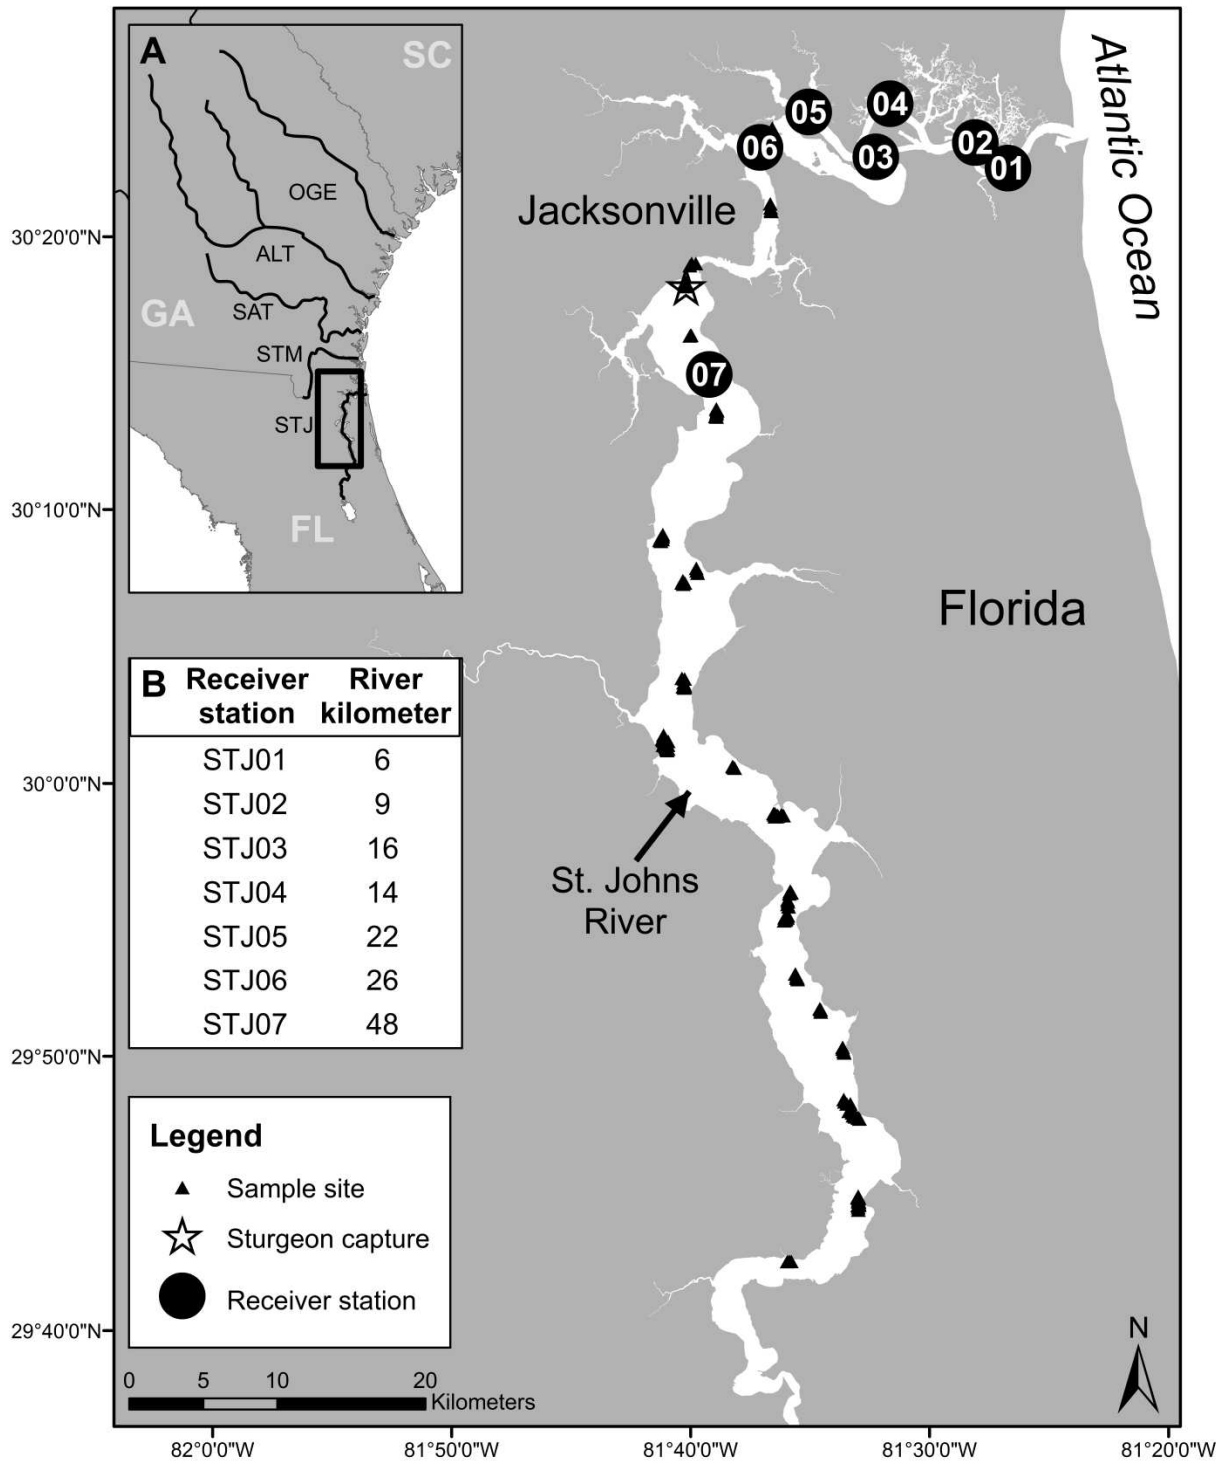 A
SC
OGE
ALT
SAT
GA
STM
STJ
FL
05
04
06
03
02
01
Jacksonville
Atlantic Ocean
07
Florida
St. Johns
River
B
Receiver
station
River
kilometer
STJ01 6
STJ02 9
STJ03 16
STJ04 14
STJ05 22
STJ06 26
STJ07 48
Legend
Sample site
Sturgeon capture
Receiver station
0 5 10 20
Kilometers
N
30°20'0"N
30°10'0"N
30°0'0"N
29°50'0"N
29°40'0"N
82°0'0"W 81°50'0"W 81°40'0"W 81°30'0"W 81°20'0"W